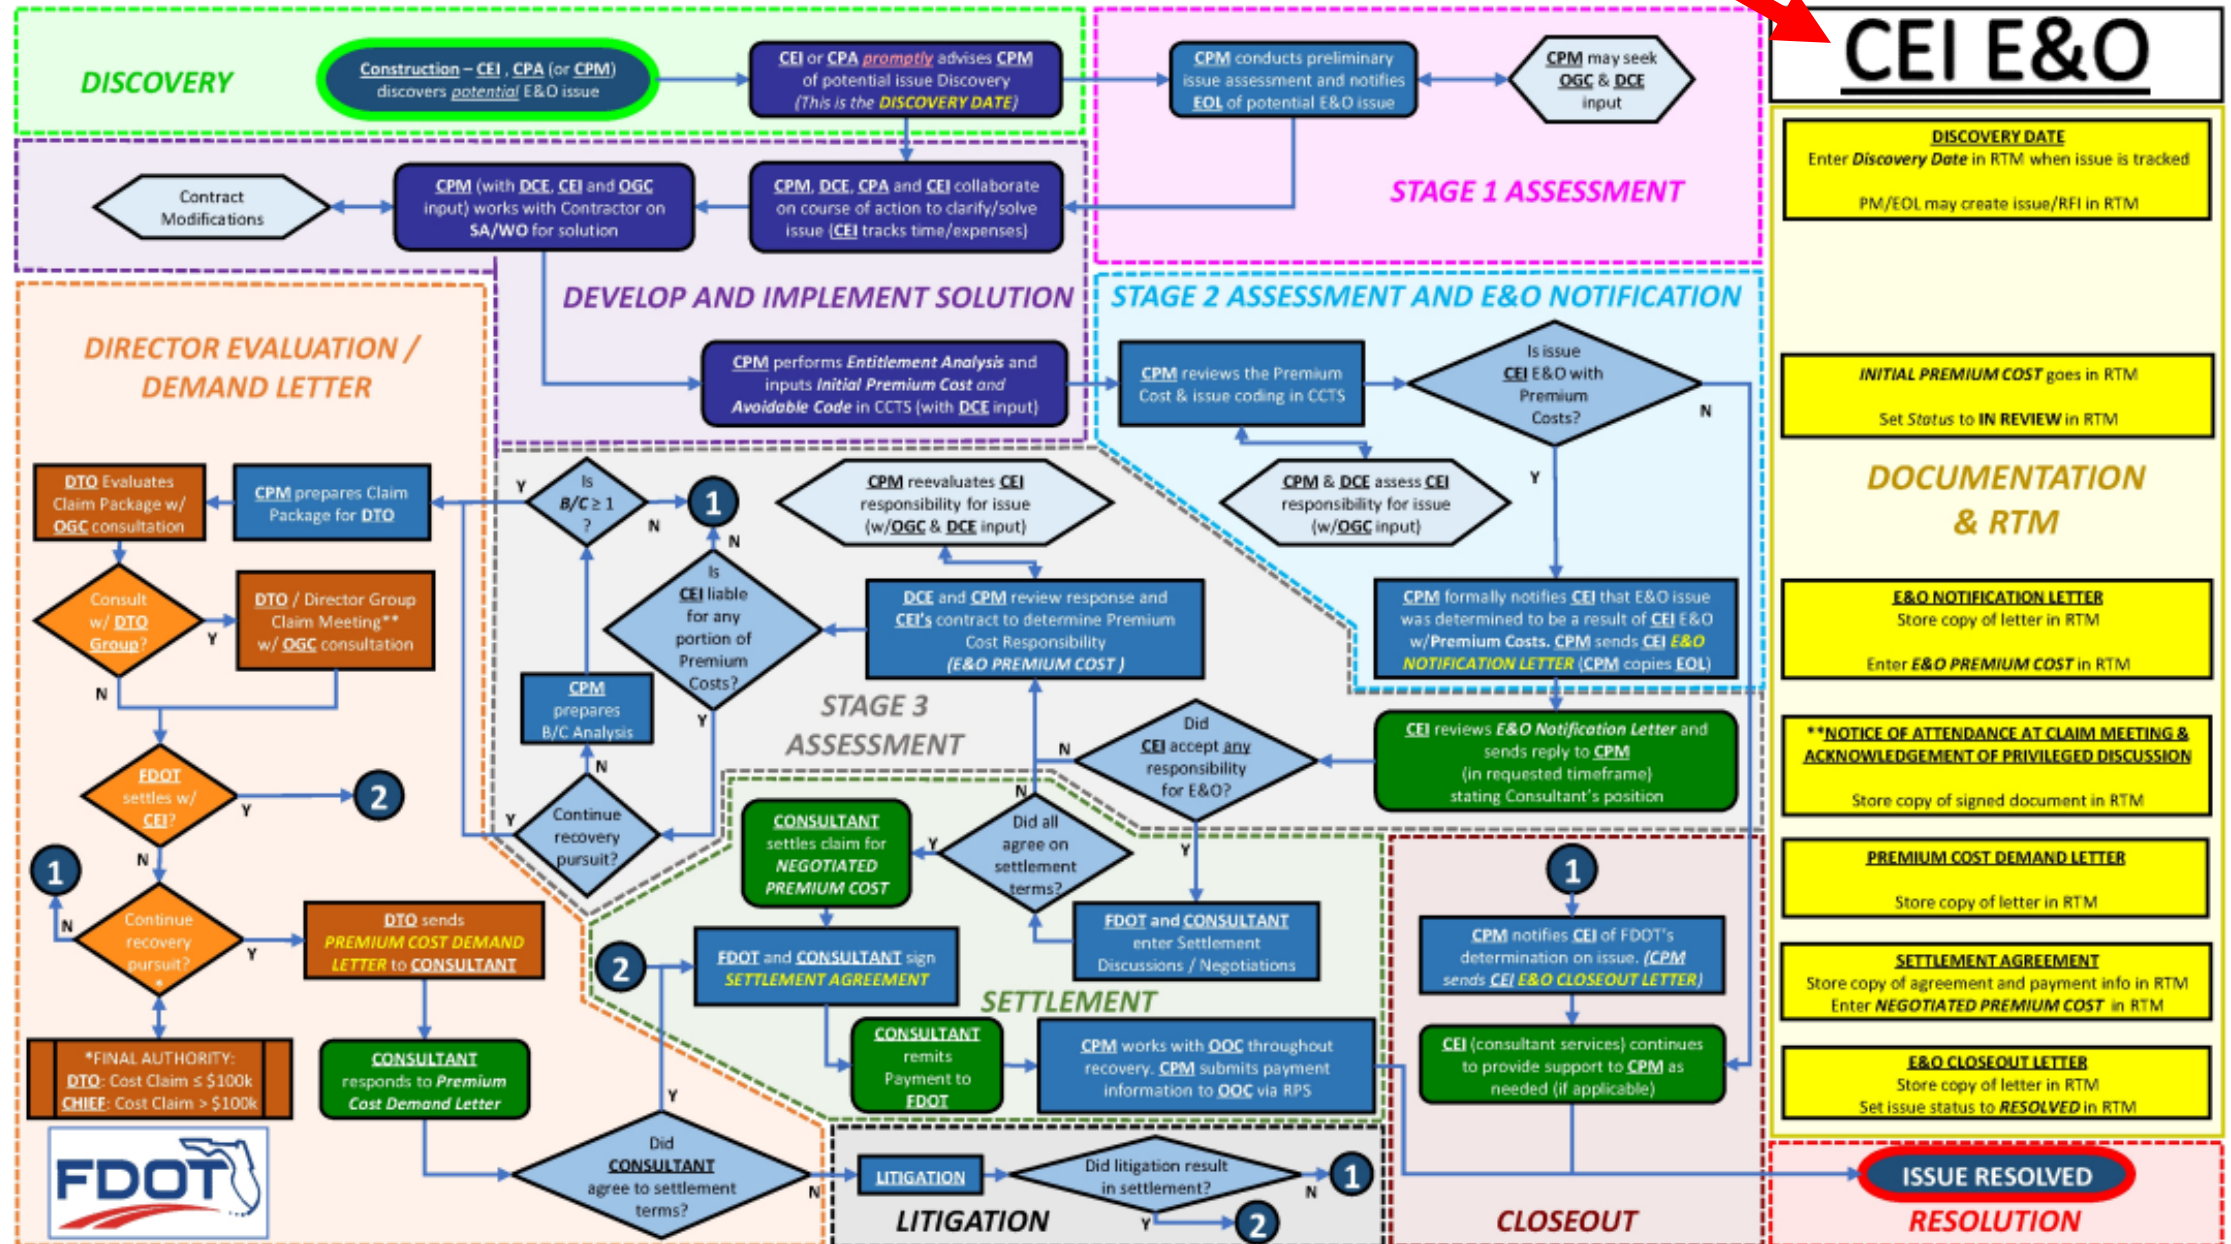 DISCOVERY
Construction – CEI , CPA (or CPM)
discovers potential E&O issue
CEI or CPA promptly advises CPM
of potential issue Discovery
(This is the DISCOVERY DATE)
CPM conducts preliminary
issue assessment and notifies
EOL of potential E&O issue
CPM may seek
OGC & DCE
input
STAGE 1 ASSESSMENT
CEI E&O
Contract
Modifications
CPM (with DCE, CEI and OGC
input) works with Contractor on
SA/WO for solution
CPM, DCE, CPA and CEI collaborate
on course of action to clarify/solve
issue (CEI tracks time/expenses)
DEVELOP AND IMPLEMENT SOLUTION
CPM performs Entitlement Analysis and
inputs Initial Premium Cost and
Avoidable Code in CCTS (with DCE input)
STAGE 2 ASSESSMENT AND E&O NOTIFICATION
CPM reviews the Premium
Cost & issue coding in CCTS
Is issue
CEI E&O with
Premium
Costs?
N
Y
CPM & DCE assess CEI
responsibility for issue
(w/OGC input)
CPM formally notifies CEI that E&O issue
was determined to be a result of CEI E&O
w/Premium Costs. CPM sends CEI E&O
NOTIFICATION LETTER (CPM copies EOL)
DIRECTOR EVALUATION /
DEMAND LETTER
DTO Evaluates
Claim Package w/
OGC consultation
CPM prepares Claim
Package for DTO
Consult
w/ DTO
Group?
Y
N
DTO / Director Group
Claim Meeting**
w/ OGC consultation
FDOT
settles w/
CEI?
Y
2
N
1
N
Continue
recovery
pursuit?
*
Y
DTO sends
PREMIUM COST DEMAND
LETTER to CONSULTANT
*FINAL AUTHORITY:
DTO: Cost Claim ≤ $100k
CHIEF: Cost Claim > $100k
CONSULTANT
responds to Premium
Cost Demand Letter
FDOT
Did
CONSULTANT
agree to settlement
terms?
Y
N
Is
B/C ≥ 1
?
Y
N
1
N
Is
CEI liable
for any
portion of
Premium
Costs?
Y
CPM
prepares
B/C Analysis
N
Y
Continue
recovery
pursuit?
CPM reevaluates CEI
responsibility for issue
(w/OGC & DCE input)
DCE and CPM review response and
CEI's contract to determine Premium
Cost Responsibility
(E&O PREMIUM COST )
STAGE 3
ASSESSMENT
Did
CEI accept any
responsibility
for E&O?
N
Y
CEI reviews E&O Notification Letter and
sends reply to CPM
(in requested timeframe)
stating Consultant's position
CONSULTANT
settles claim for
NEGOTIATED
PREMIUM COST
Y
N
Did all
agree on
settlement
terms?
FDOT and CONSULTANT
enter Settlement
Discussions / Negotiations
2
FDOT and CONSULTANT sign
SETTLEMENT AGREEMENT
SETTLEMENT
CONSULTANT
remits
Payment to
FDOT
CPM works with OOC throughout
recovery. CPM submits payment
information to OOC via RPS
LITIGATION
Did litigation result
in settlement?
N
1
Y
2
LITIGATION
1
CPM notifies CEI of FDOT's
determination on issue. (CPM
sends CEI E&O CLOSEOUT LETTER)
CEI (consultant services) continues
to provide support to CPM as
needed (if applicable)
CLOSEOUT
DISCOVERY DATE
Enter Discovery Date in RTM when issue is tracked
PM/EOL may create issue/RFI in RTM
INITIAL PREMIUM COST goes in RTM
Set Status to IN REVIEW in RTM
DOCUMENTATION
& RTM
E&O NOTIFICATION LETTER
Store copy of letter in RTM
Enter E&O PREMIUM COST in RTM
**NOTICE OF ATTENDANCE AT CLAIM MEETING &
ACKNOWLEDGEMENT OF PRIVILEGED DISCUSSION
Store copy of signed document in RTM
PREMIUM COST DEMAND LETTER
Store copy of letter in RTM
SETTLEMENT AGREEMENT
Store copy of agreement and payment info in RTM
Enter NEGOTIATED PREMIUM COST in RTM
E&O CLOSEOUT LETTER
Store copy of letter in RTM
Set issue status to RESOLVED in RTM
ISSUE RESOLVED
RESOLUTION